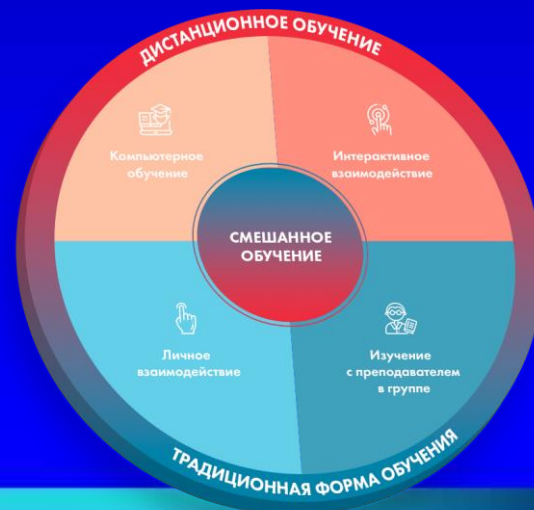 ДИСТАНЦИОННОЕ ОБУЧЕНИЕ
Компьютерное
обучение
Интерактивное
взаимодействие
СМЕШАННОЕ
ОБУЧЕНИЕ
Личное
взаимодействие
Изучение
с преподавателем
в группе
ТРАДИЦИОННАЯ ФОРМА ОБУЧЕНИЯ